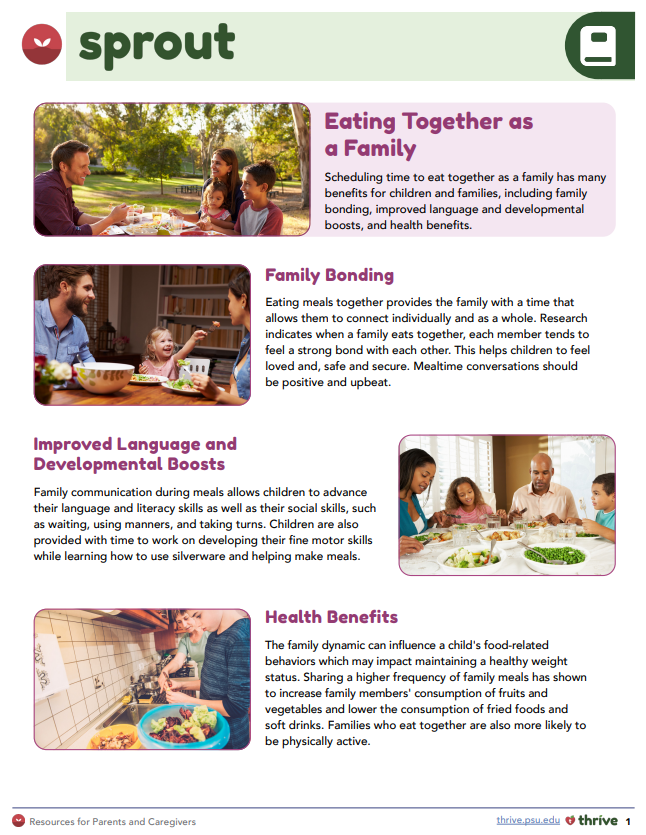 sprout
Eating Together as
a Family
Scheduling time to eat together as a family has many
benefits for children and families, including family
bonding, improved language and developmental
boosts, and health benefits.
Family Bonding
Eating meals together provides the family with a time that
allows them to connect individually and as a whole. Research
indicates when a family eats together, each member tends to
feel a strong bond with each other. This helps children to feel
loved and, safe and secure. Mealtime conversations should
be positive and upbeat.
Improved Language and
Developmental Boosts
Family communication during meals allows children to advance
their language and literacy skills as well as their social skills, such
as waiting, using manners, and taking turns. Children are also
provided with time to work on developing their fine motor skills
while learning how to use silverware and helping make meals.
Health Benefits
The family dynamic can influence a child's food-related
behaviors which may impact maintaining a healthy weight
status. Sharing a higher frequency of family meals has shown
to increase family members' consumption of fruits and
vegetables and lower the consumption of fried foods and
soft drinks. Families who eat together are also more likely to
be physically active.
Resources for Parents and Caregivers
thrive.psu.edu thrive 1